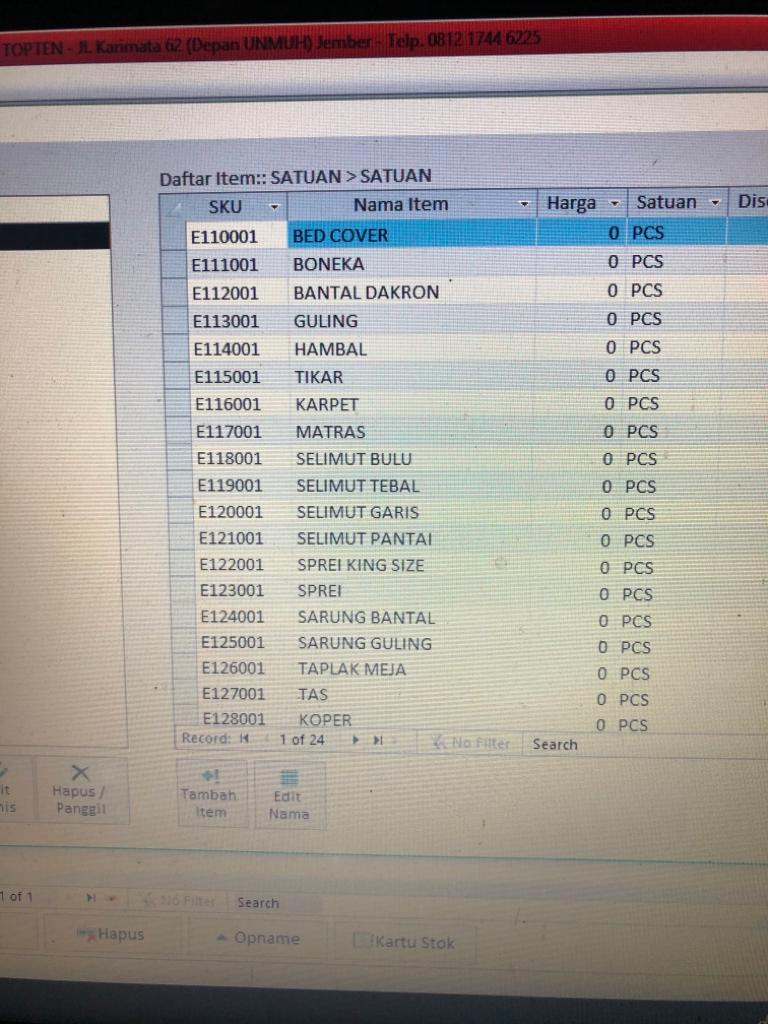 TOPTEN - JL Karimata 62 (Depan UNMUH) Jember - Telp. 0812 1744 6225
Daftar Item:: SATUAN > SATUAN
SKU Nama Item Harga Satuan
E110001 BED COVER 0 PCS
E111001 BONEKA 0 PCS
E112001 BANTAL DAKRON 0 PCS
E113001 GULING 0 PCS
E114001 HAMBAL 0 PCS
E115001 TIKAR 0 PCS
E116001 KARPET 0 PCS
E117001 MATRAS 0 PCS
E118001 SELIMUT BULU 0 PCS
E119001 SELIMUT TEBAL 0 PCS
E120001 SELIMUT GARIS 0 PCS
E121001 SELIMUT PANTAI 0 PCS
E122001 SPREI KING SIZE 0 PCS
E123001 SPREI 0 PCS
E124001 SARUNG BANTAL 0 PCS
E125001 SARUNG GULING 0 PCS
E126001 TAPLAK MEJA 0 PCS
E127001 TAS 0 PCS
E128001 KOPER 0 PCS
Record: 1 of 24 No Filter Search
Hapus / Panggil
Tambah Item
Edit Nama
1 of 1 No Filter Search
Hapus Opname Kartu Stok